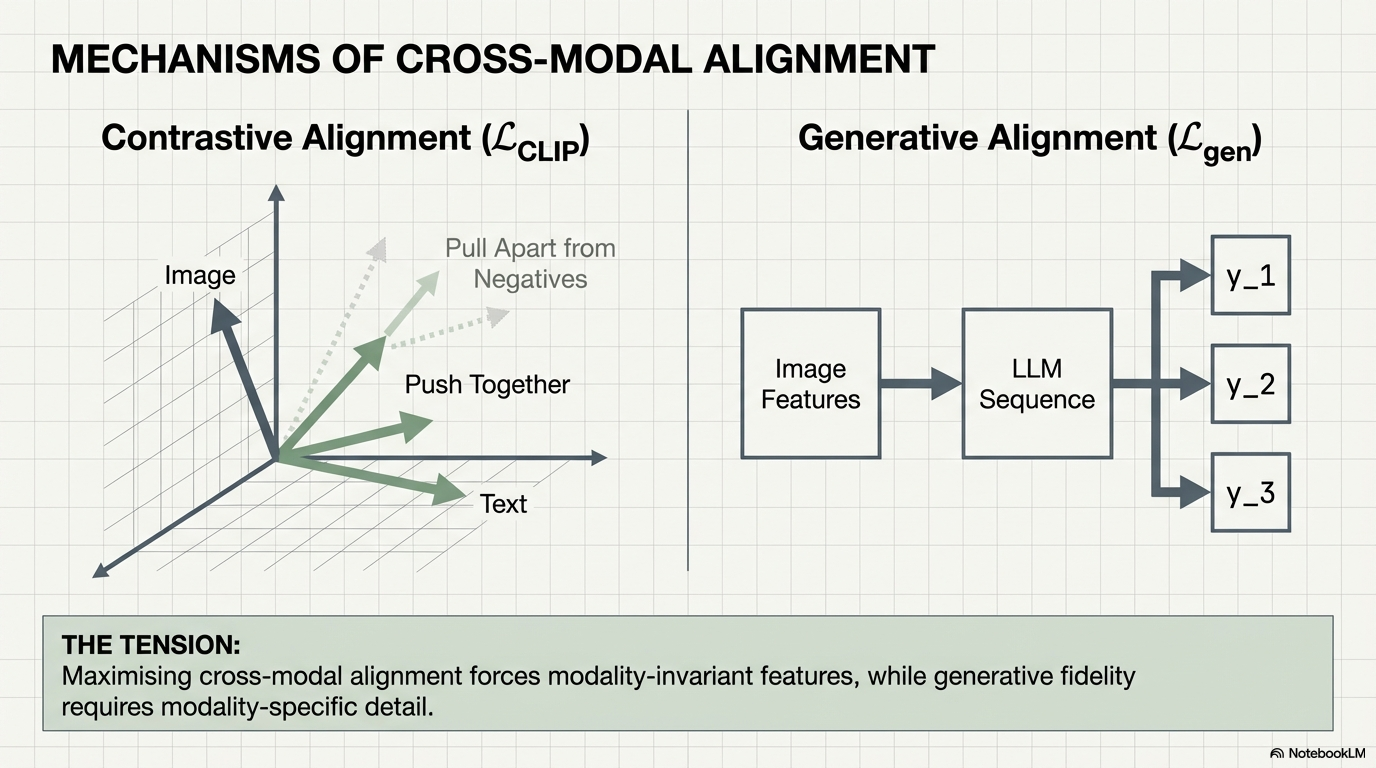 MECHANISMS OF CROSS-MODAL ALIGNMENT
Contrastive Alignment (ℒCLIP)
Image
Pull Apart from
Negatives
Push Together
Text
Generative Alignment (ℒgen)
Image
Features
LLM
Sequence
y_1
y_2
y_3
THE TENSION:
Maximising cross-modal alignment forces modality-invariant features, while generative fidelity
requires modality-specific detail.
NotebookLM